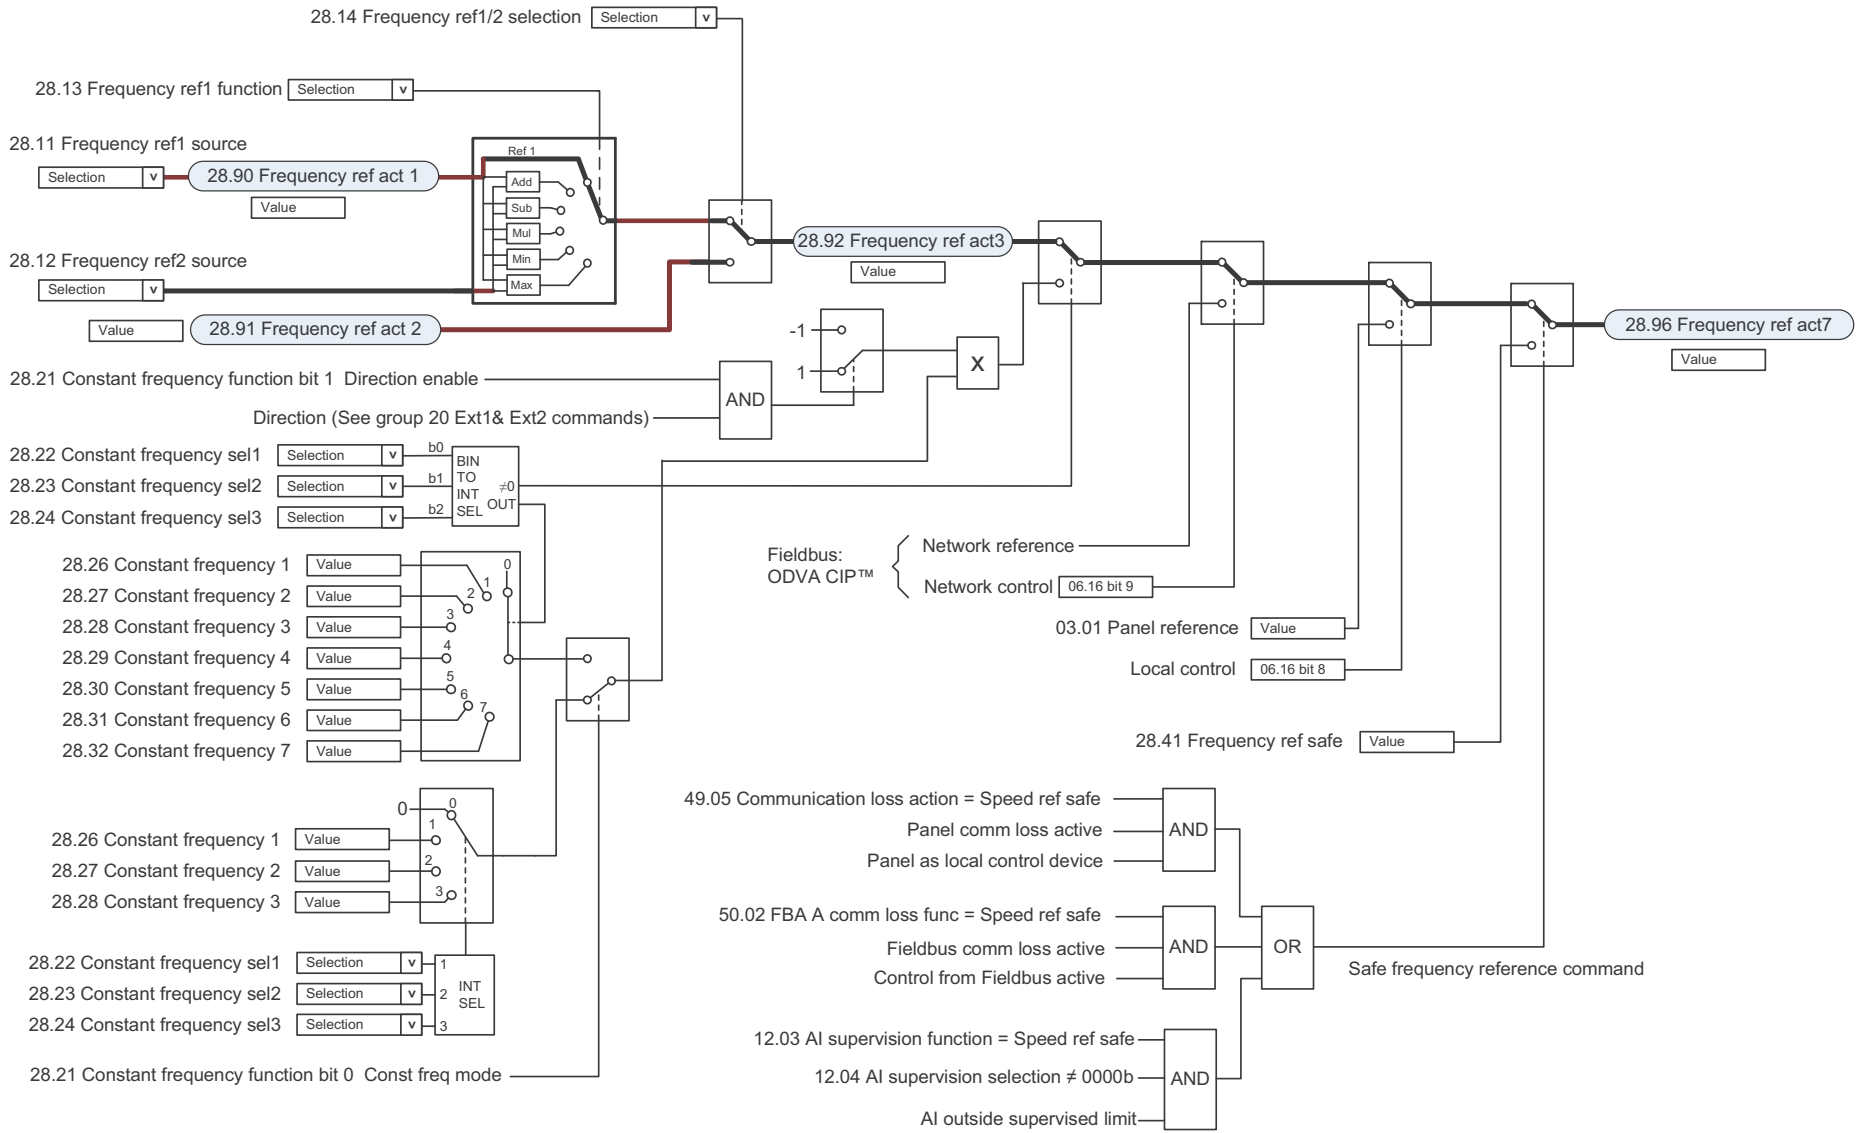 28.14 Frequency ref1/2 selection Selection v
28.13 Frequency ref1 function Selection v
28.11 Frequency ref1 source
Selection v 28.90 Frequency ref act 1
Value
Ref 1
Add
Sub
Mul
Min
Max
28.12 Frequency ref2 source
Selection v
Value 28.91 Frequency ref act 2
28.92 Frequency ref act3
Value
28.96 Frequency ref act7
Value
-1
1
X
28.21 Constant frequency function bit 1 Direction enable
AND
Direction (See group 20 Ext1& Ext2 commands)
28.22 Constant frequency sel1 Selection v b0
28.23 Constant frequency sel2 Selection v b1
28.24 Constant frequency sel3 Selection v b2
BIN
TO
INT
SEL
≠0
OUT
28.26 Constant frequency 1 Value
28.27 Constant frequency 2 Value
28.28 Constant frequency 3 Value
28.29 Constant frequency 4 Value
28.30 Constant frequency 5 Value
28.31 Constant frequency 6 Value
28.32 Constant frequency 7 Value
0
1
2
3
4
5
6
7
Fieldbus:
ODVA CIP™
Network reference
Network control 06.16 bit 9
03.01 Panel reference Value
Local control 06.16 bit 8
28.41 Frequency ref safe Value
0
0
1
2
3
28.26 Constant frequency 1 Value
28.27 Constant frequency 2 Value
28.28 Constant frequency 3 Value
28.22 Constant frequency sel1 Selection v 1
28.23 Constant frequency sel2 Selection v 2
28.24 Constant frequency sel3 Selection v 3
INT
SEL
28.21 Constant frequency function bit 0 Const freq mode
49.05 Communication loss action = Speed ref safe
Panel comm loss active
Panel as local control device
AND
50.02 FBA A comm loss func = Speed ref safe
Fieldbus comm loss active
Control from Fieldbus active
AND
OR
Safe frequency reference command
12.03 AI supervision function = Speed ref safe
12.04 AI supervision selection ≠ 0000b
AI outside supervised limit
AND